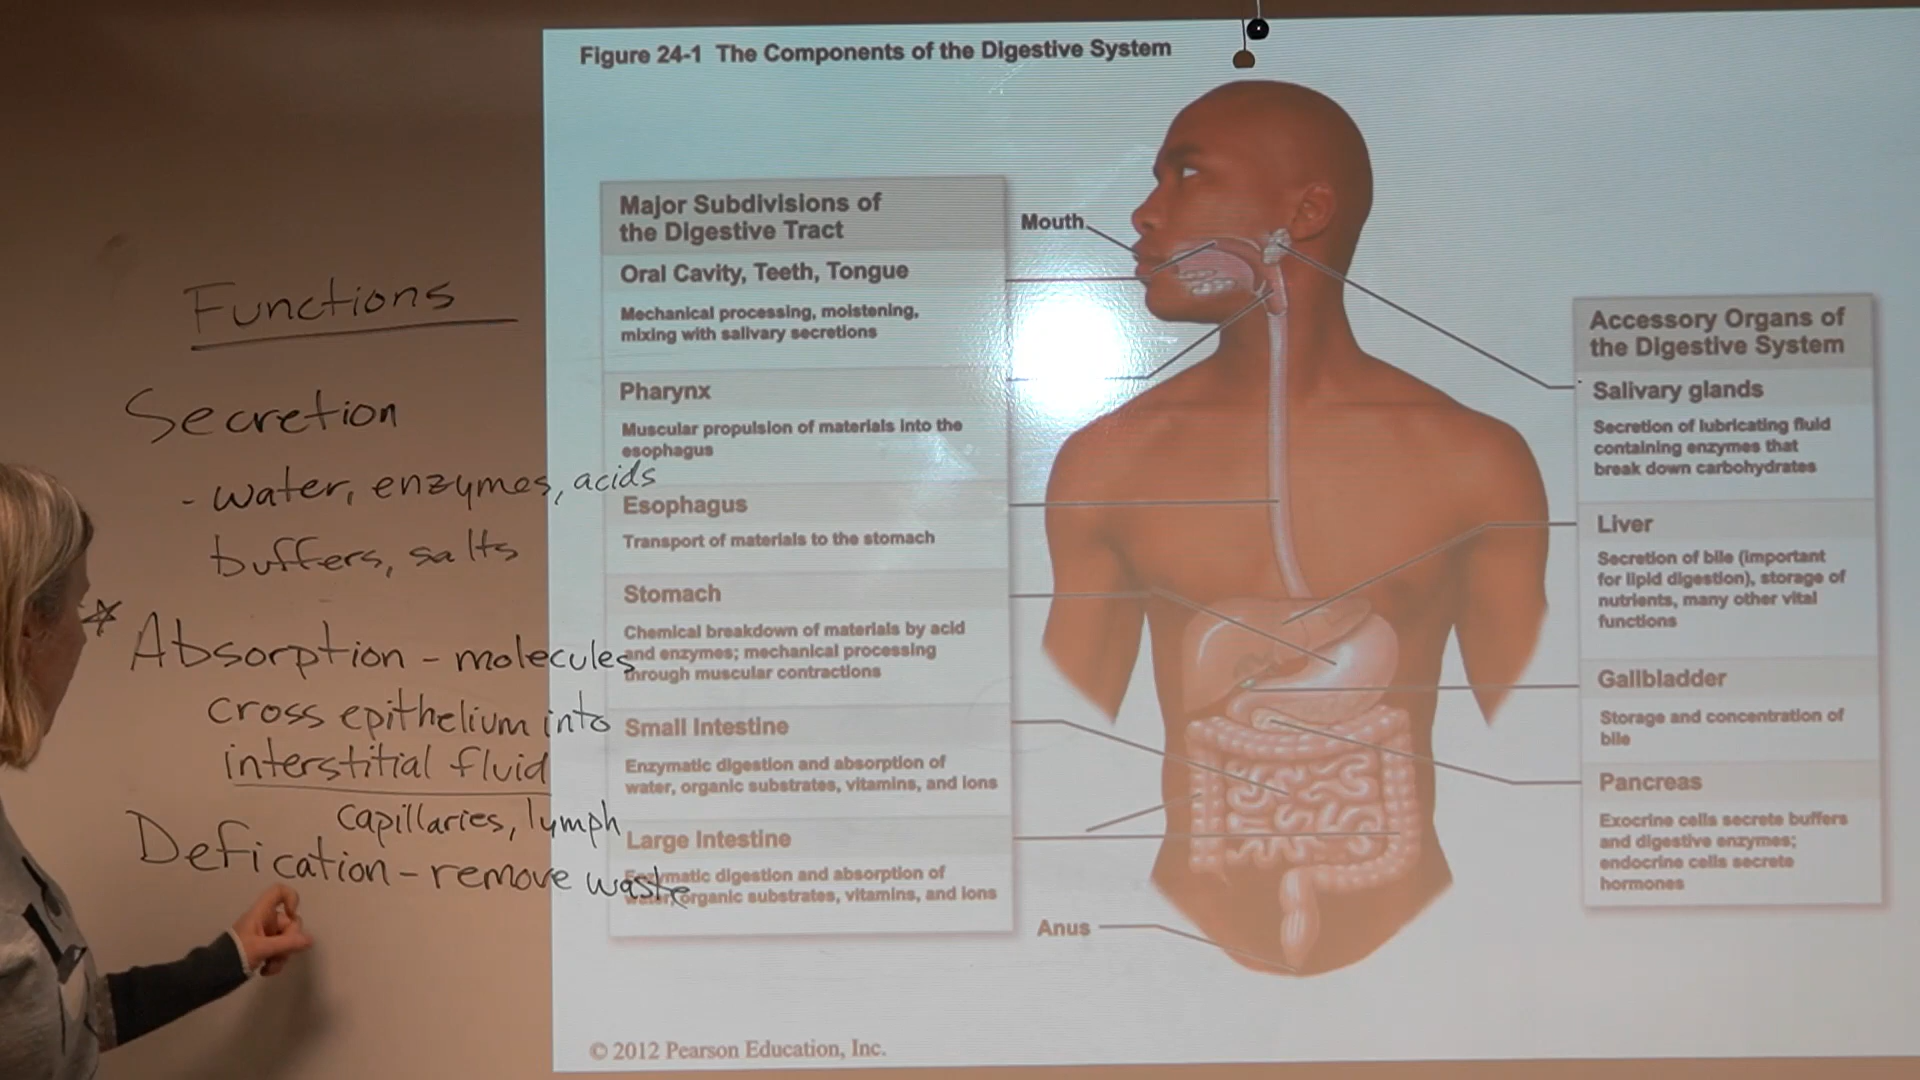 Functions
Secretion
- water, enzymes, acids
buffers, salts
Absorption - molecules
cross epithelium into
interstitial fluid
capillaries, lymph
Defication - remove waste
Figure 24-1 The Components of the Digestive System
Major Subdivisions of
the Digestive Tract
Oral Cavity, Teeth, Tongue
Mechanical processing, moistening,
mixing with salivary secretions
Pharynx
Muscular propulsion of materials into the
esophagus
Esophagus
Transport of materials to the stomach
Stomach
Chemical breakdown of materials by acid
and enzymes; mechanical processing
through muscular contractions
Small Intestine
Enzymatic digestion and absorption of
water, organic substrates, vitamins, and ions
Large Intestine
Enzymatic digestion and absorption of
water, organic substrates, vitamins, and ions
Mouth
Anus
Accessory Organs of
the Digestive System
Salivary glands
Secretion of lubricating fluid
containing enzymes that
break down carbohydrates
Liver
Secretion of bile (important
for lipid digestion), storage of
nutrients, many other vital
functions
Gallbladder
Storage and concentration of
bile
Pancreas
Exocrine cells secrete buffers
and digestive enzymes;
endocrine cells secrete
hormones
© 2012 Pearson Education, Inc.